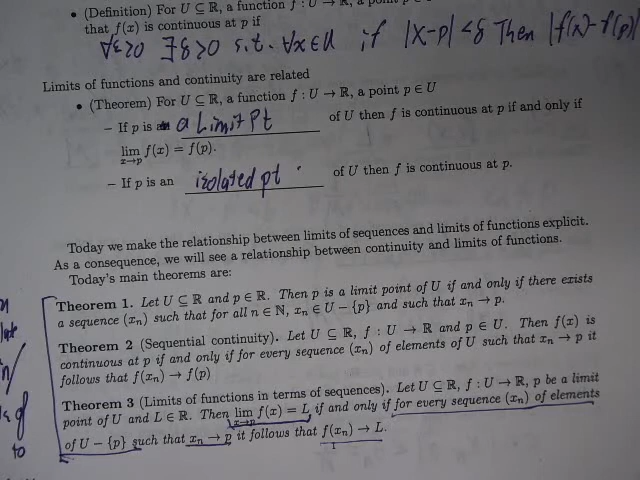 • (Definition) For U ⊆ ℝ, a function f : U → ℝ, a point p
that f(x) is continuous at p if
∀ε>0 ∃δ>0 s.t. ∀x∈U if |x-p| <δ Then |f(x)-f(p)|
Limits of functions and continuity are related
• (Theorem) For U ⊆ ℝ, a function f : U → ℝ, a point p ∈ U
– If p is a Limit Pt of U then f is continuous at p if and only if
lim x→p f(x) = f(p).
– If p is an isolated pt. of U then f is continuous at p.
Today we make the relationship between limits of sequences and limits of functions explicit.
As a consequence, we will see a relationship between continuity and limits of functions.
Today's main theorems are:
Theorem 1. Let U ⊆ ℝ and p ∈ ℝ. Then p is a limit point of U if and only if there exists
a sequence (xₙ) such that for all n ∈ ℕ, xₙ ∈ U − {p} and such that xₙ → p.
Theorem 2 (Sequential continuity). Let U ⊆ ℝ, f : U → ℝ and p ∈ U. Then f(x) is
continuous at p if and only if for every sequence (xₙ) of elements of U such that xₙ → p it
follows that f(xₙ) → f(p)
Theorem 3 (Limits of functions in terms of sequences). Let U ⊆ ℝ, f : U → ℝ, p be a limit
point of U and L ∈ ℝ. Then lim x→p f(x) = L if and only if for every sequence (xₙ) of elements
of U − {p} such that xₙ → p it follows that f(xₙ) → L.
to
1